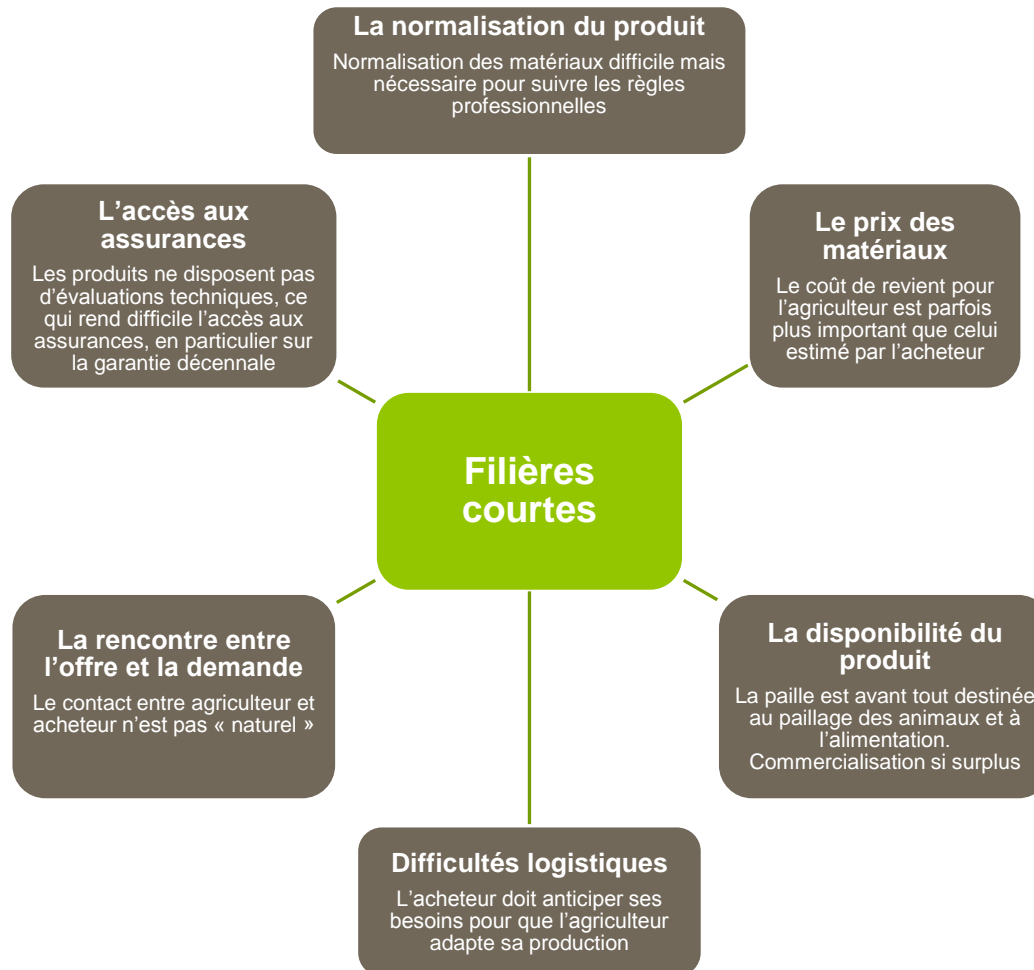 La normalisation du produit
Normalisation des matériaux difficile mais
nécessaire pour suivre les règles
professionnelles
L’accès aux
assurances
Les produits ne disposent pas
d’évaluations techniques, ce
qui rend difficile l’accès aux
assurances, en particulier sur
la garantie décennale
Le prix des
matériaux
Le coût de revient pour
l’agriculteur est parfois
plus important que celui
estimé par l’acheteur
Filières
courtes
La rencontre entre
l’offre et la demande
Le contact entre agriculteur et
acheteur n’est pas « naturel »
La disponibilité du
produit
La paille est avant tout destinée
au paillage des animaux et à
l’alimentation.
Commercialisation si surplus
Difficultés logistiques
L’acheteur doit anticiper ses
besoins pour que l’agriculteur
adapte sa production